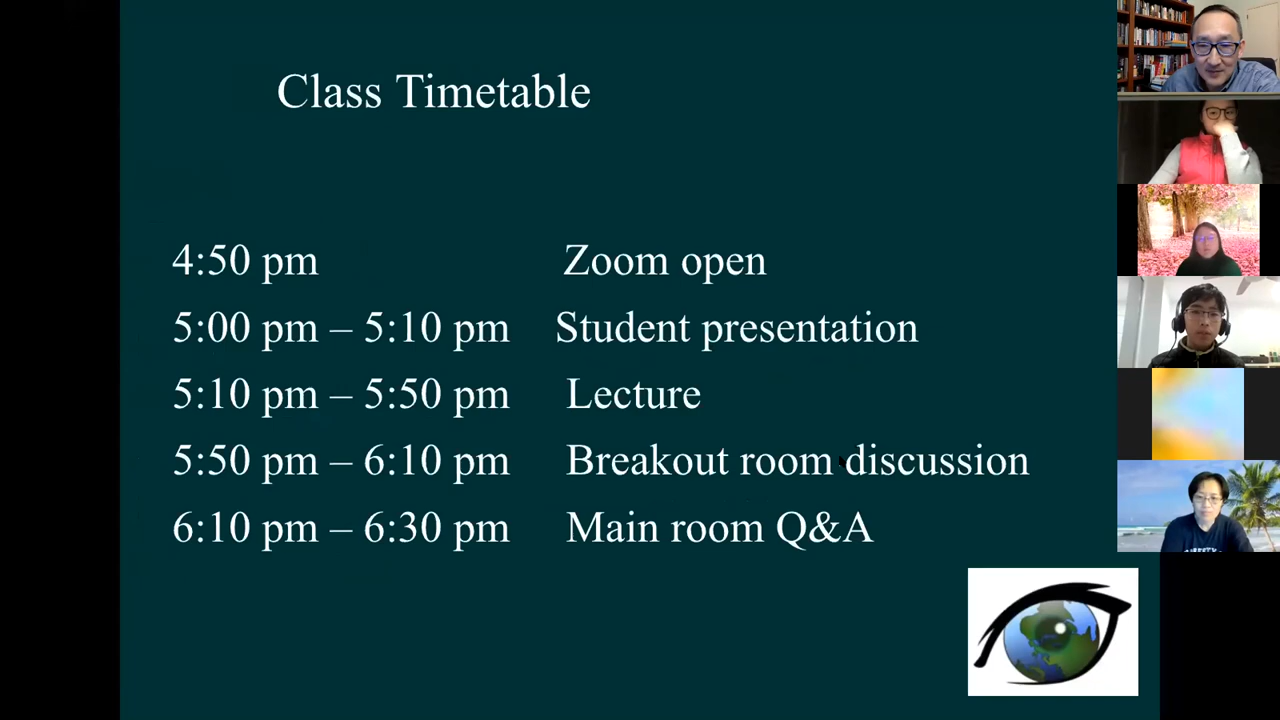 Class Timetable
4:50 pm Zoom open
5:00 pm – 5:10 pm Student presentation
5:10 pm – 5:50 pm Lecture
5:50 pm – 6:10 pm Breakout room discussion
6:10 pm – 6:30 pm Main room Q&A